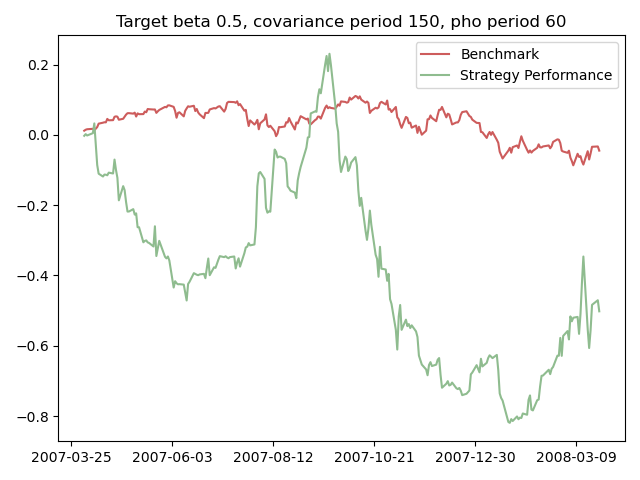 Target beta 0.5, covariance period 150, pho period 60
Benchmark
Strategy Performance
0.2
0.0
−0.2
−0.4
−0.6
−0.8
2007-03-25 2007-06-03 2007-08-12 2007-10-21 2007-12-30 2008-03-09